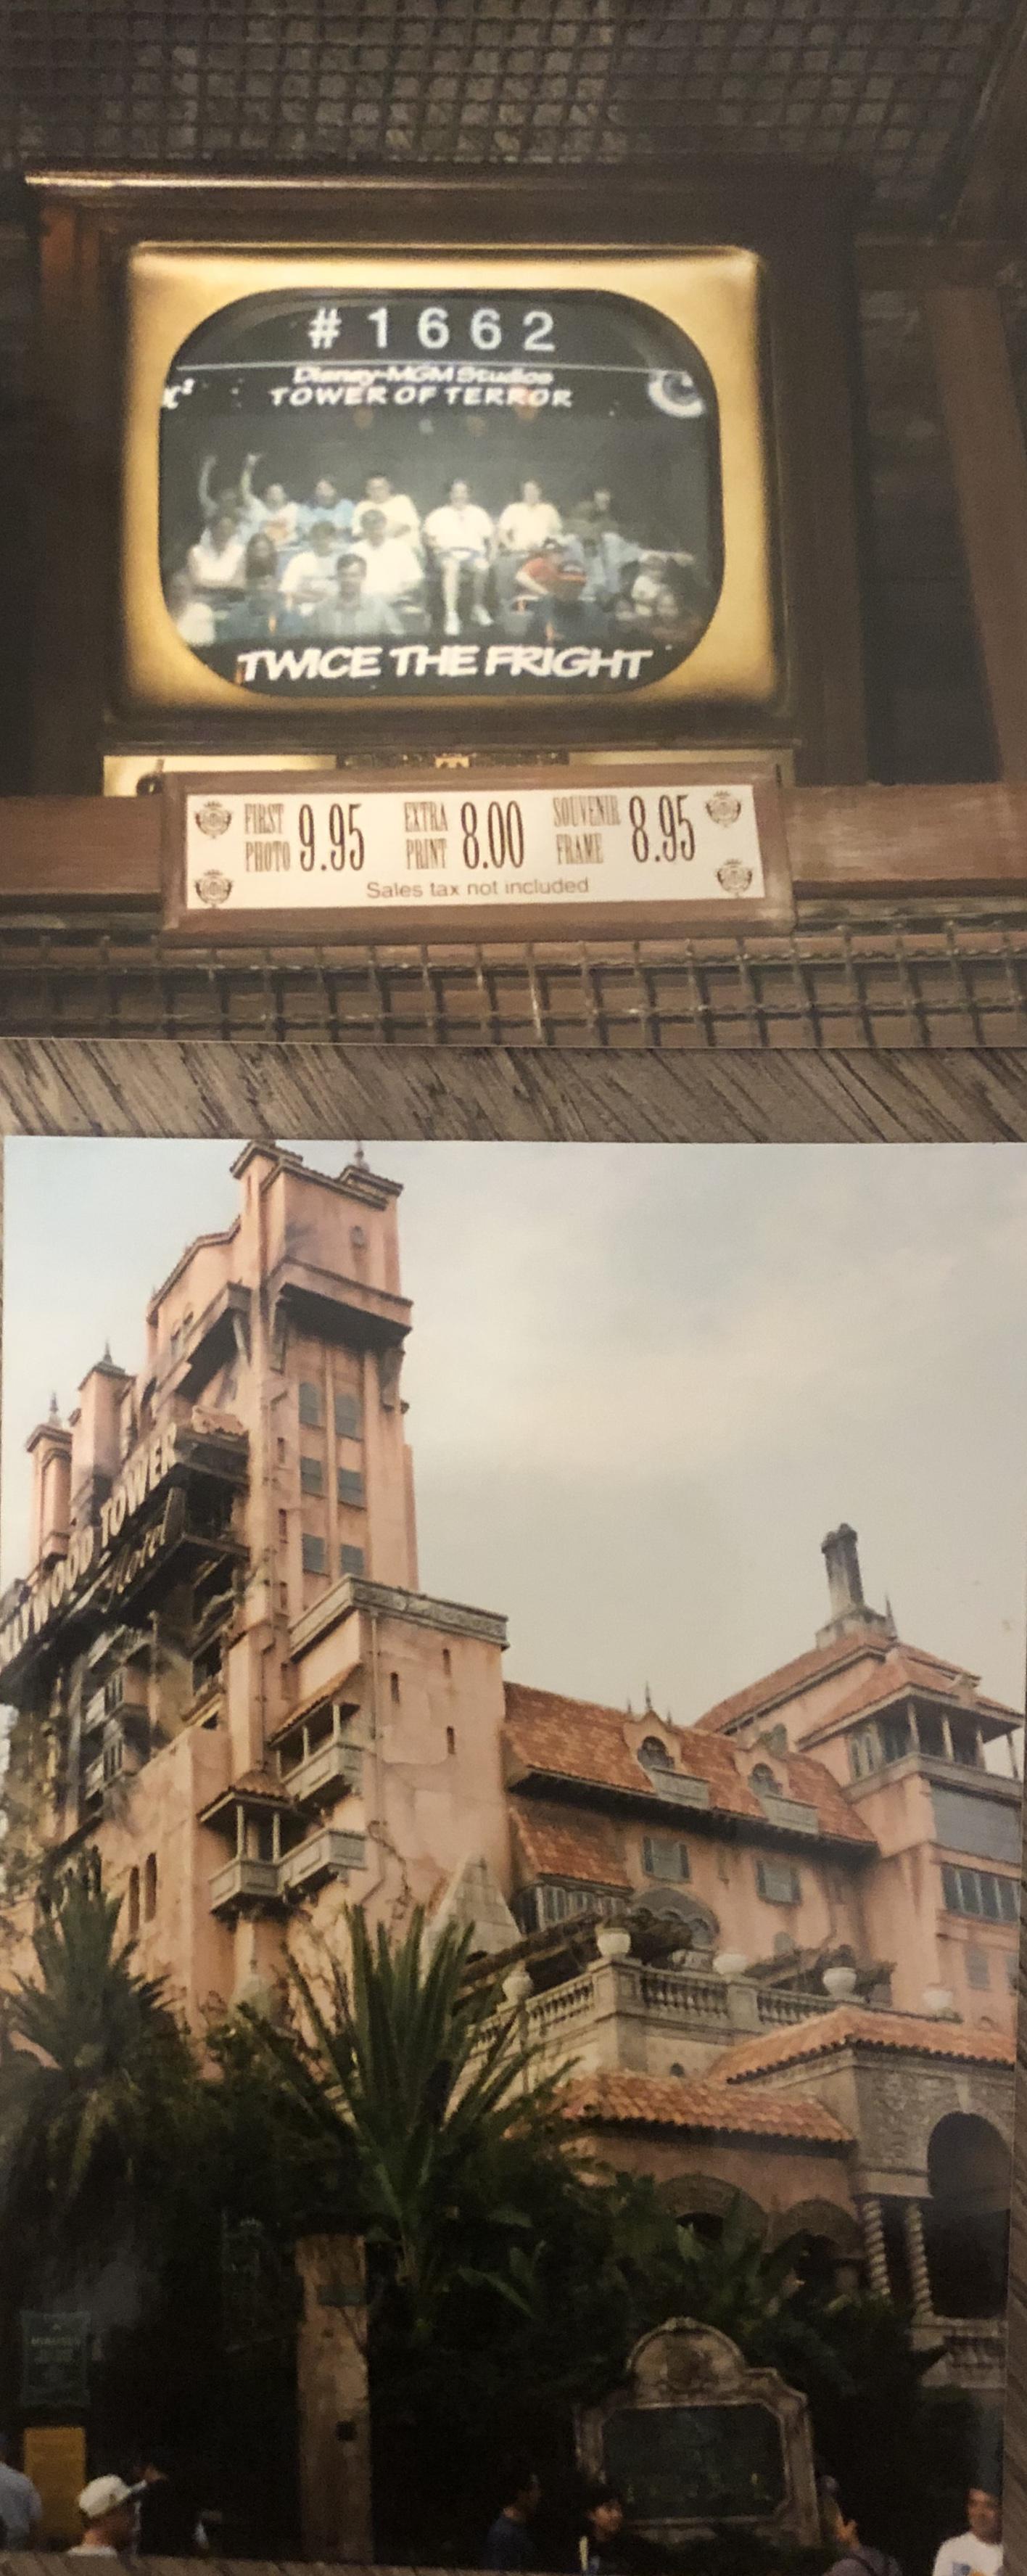 #1662
Disney-MGM Studios
TOWER OF TERROR
TWICE THE FRIGHT
FIRST PHOTO 9.95 EXTRA PRINT 8.00 SOUVENIR FRAME 8.95
Sales tax not included
LLYWOOD TOWER
Hotel